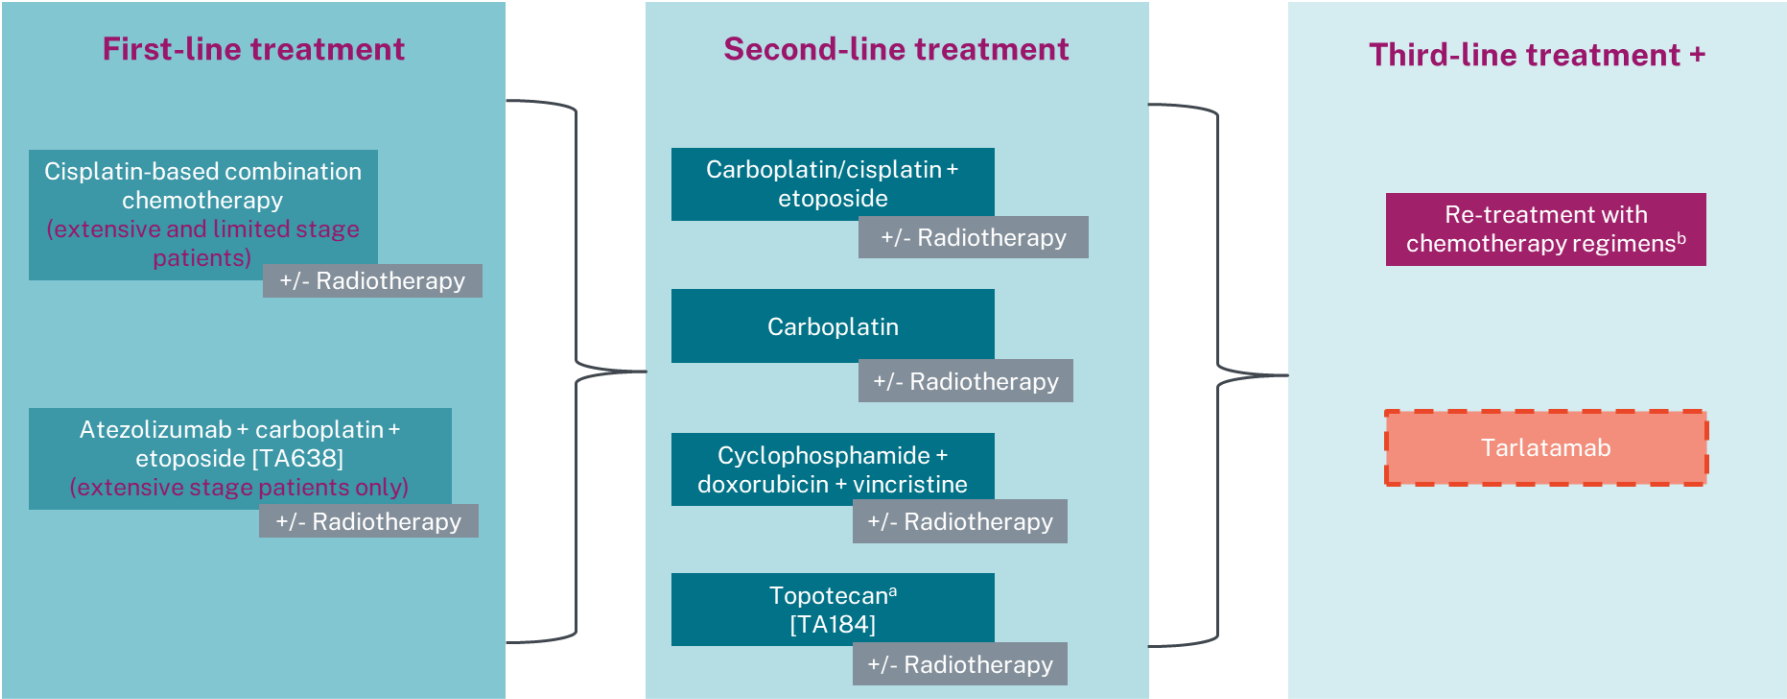 First-line treatment
Cisplatin-based combination
chemotherapy
(extensive and limited stage
patients)
+/- Radiotherapy
Atezolizumab + carboplatin +
etoposide [TA638]
(extensive stage patients only)
+/- Radiotherapy
Second-line treatment
Carboplatin/cisplatin +
etoposide
+/- Radiotherapy
Carboplatin
+/- Radiotherapy
Cyclophosphamide +
doxorubicin + vincristine
+/- Radiotherapy
Topotecanᵃ
[TA184]
+/- Radiotherapy
Third-line treatment +
Re-treatment with
chemotherapy regimensᵇ
Tarlatamab